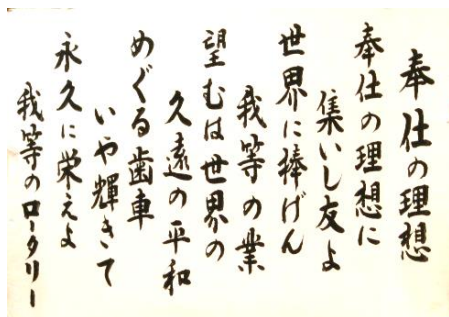 奉仕の理想
奉仕の理想に
集いし友よ
世界に捧げん
我等の業
望むは世界の
久遠の平和
めぐる歯車
いや輝きて
永久に栄えよ
我等のロータリー